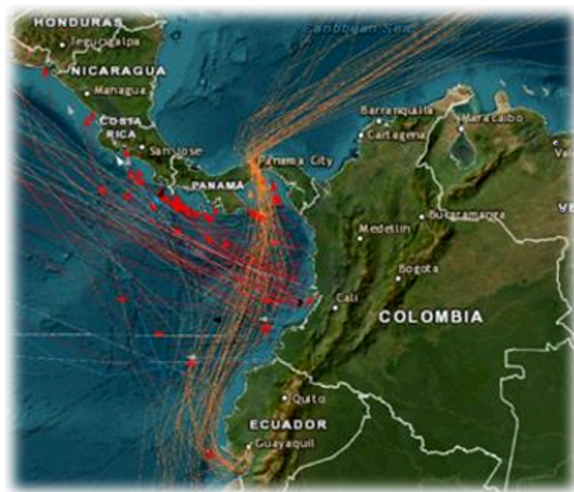 HONDURAS
Caribbean Sea
Tegucigalpa
NICARAGUA
Managua
COSTA
RICA
San Jose
Barranquilla
Cartagena
Maracaibo
Panama City
PANAMÁ
Bucaramanga
Medellin
Bogota
Cali
COLOMBIA
Quito
ECUADOR
Guayaquil